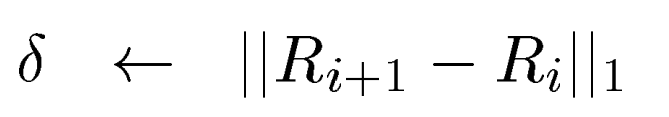 δ ← ||R_{i+1} − R_i||_1